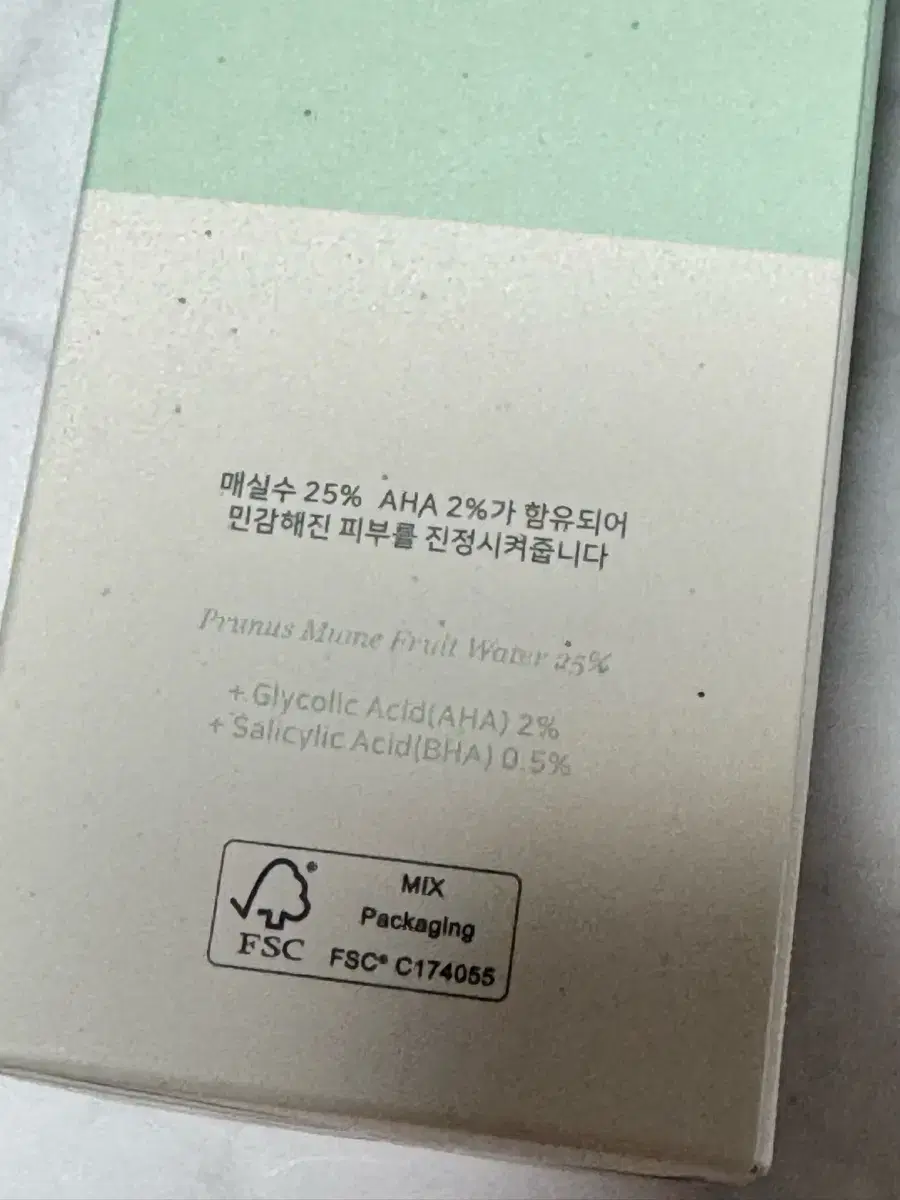 매실수 25% AHA 2%가 함유되어
민감해진 피부를 진정시켜줍니다
Prunus Mume Fruit Water 25%
+ Glycolic Acid(AHA) 2%
+ Salicylic Acid(BHA) 0.5%
FSC
MIX
Packaging
FSC® C174055